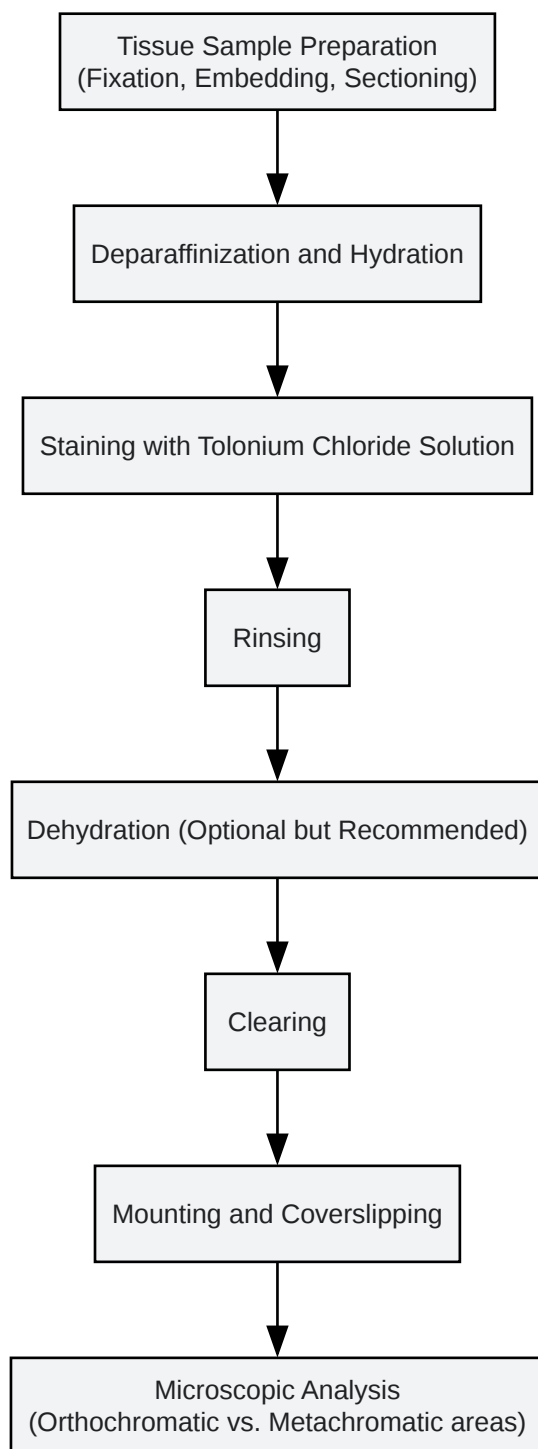 Tissue Sample Preparation
(Fixation, Embedding, Sectioning)
Deparaffinization and Hydration
Staining with Tolonium Chloride Solution
Rinsing
Dehydration (Optional but Recommended)
Clearing
Mounting and Coverslipping
Microscopic Analysis
(Orthochromatic vs. Metachromatic areas)